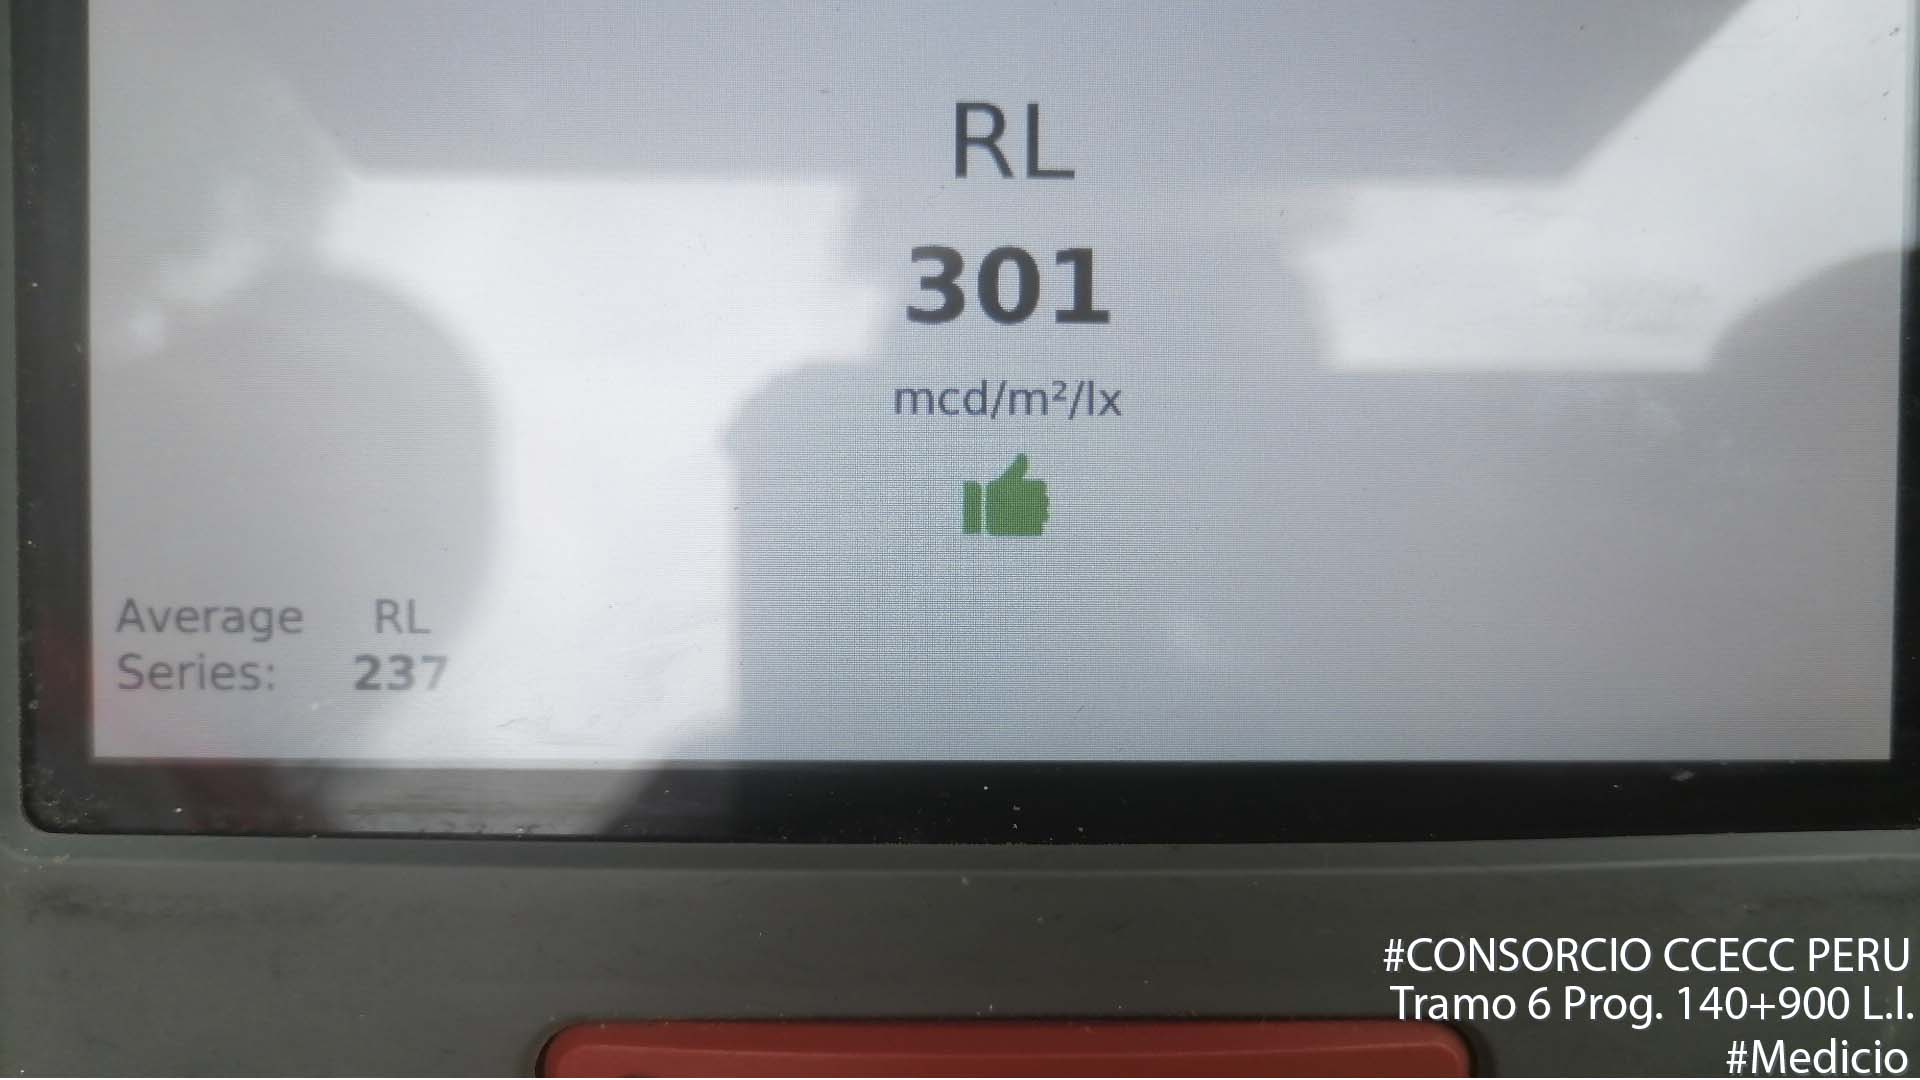 RL
301
mcd/m²/lx
Average RL
Series: 237
#CONSORCIO CCECC PERU
Tramo 6 Prog. 140+900 L.I.
#Medicio